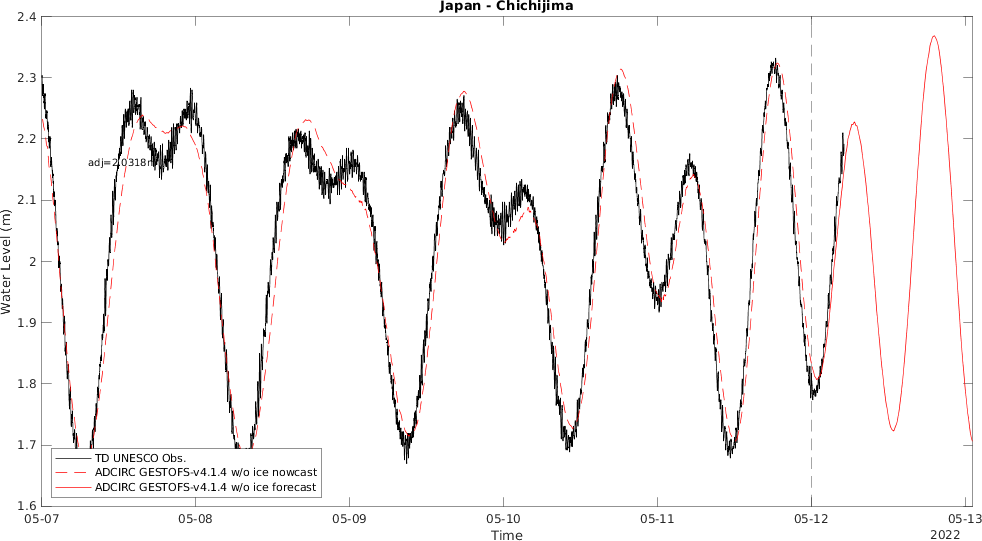 Japan - Chichijima
2.4
2.3
2.2
2.1
2
1.9
1.8
1.7
1.6
Water Level (m)
adj=2.0318m
TD UNESCO Obs.
ADCIRC GESTOFS-v4.1.4 w/o ice nowcast
ADCIRC GESTOFS-v4.1.4 w/o ice forecast
05-07
05-08
05-09
05-10
05-11
05-12
05-13
Time
2022